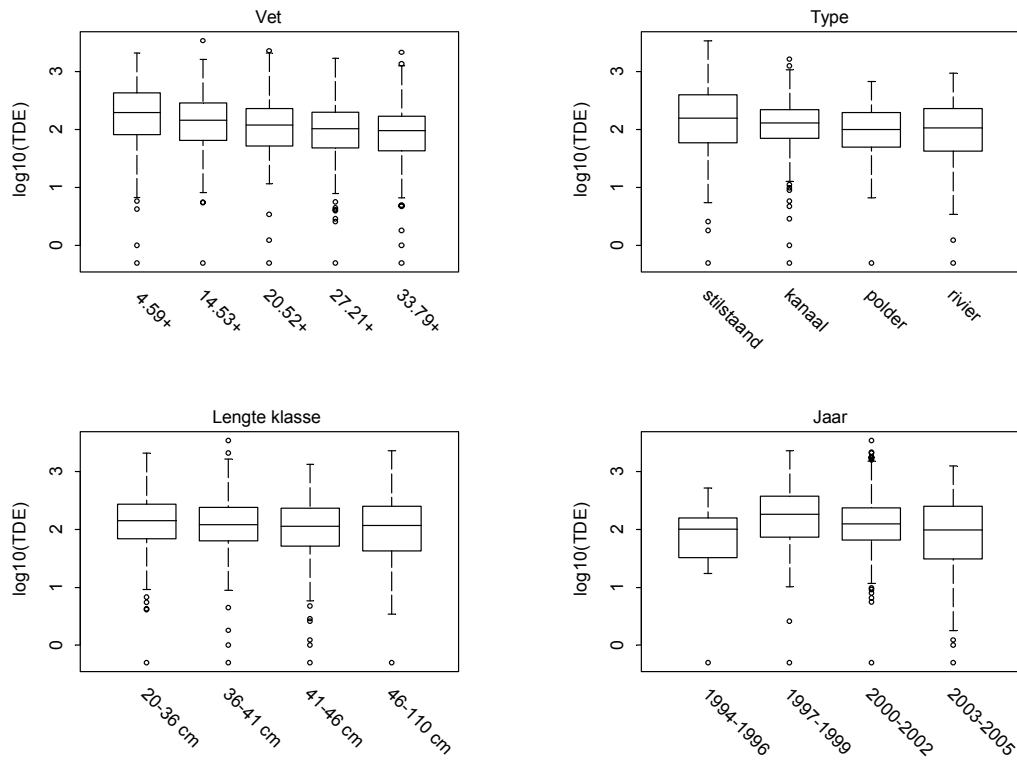 Vet
log10(TDE)
3
2
1
0
4.59+
14.53+
20.52+
27.21+
33.79+
Type
log10(TDE)
3
2
1
0
stilstaand
kanaal
polder
rivier
Lengte klasse
log10(TDE)
3
2
1
0
20-36 cm
36-41 cm
41-46 cm
46-110 cm
Jaar
log10(TDE)
3
2
1
0
1994-1996
1997-1999
2000-2002
2003-2005